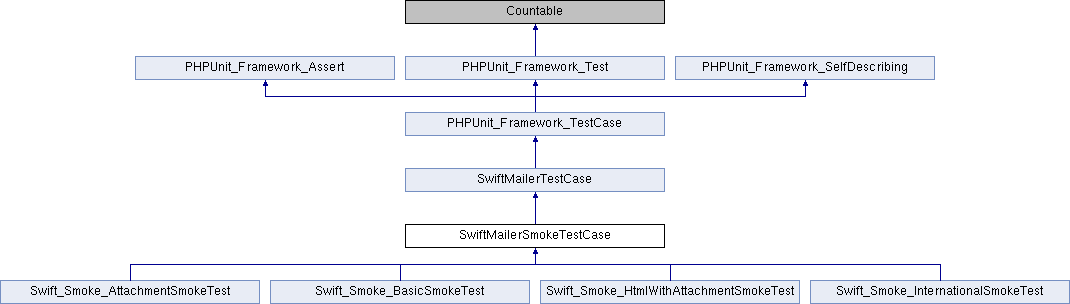 Countable
PHPUnit_Framework_Assert
PHPUnit_Framework_Test
PHPUnit_Framework_SelfDescribing
PHPUnit_Framework_TestCase
SwiftMailerTestCase
SwiftMailerSmokeTestCase
Swift_Smoke_AttachmentSmokeTest
Swift_Smoke_BasicSmokeTest
Swift_Smoke_HtmlWithAttachmentSmokeTest
Swift_Smoke_InternationalSmokeTest